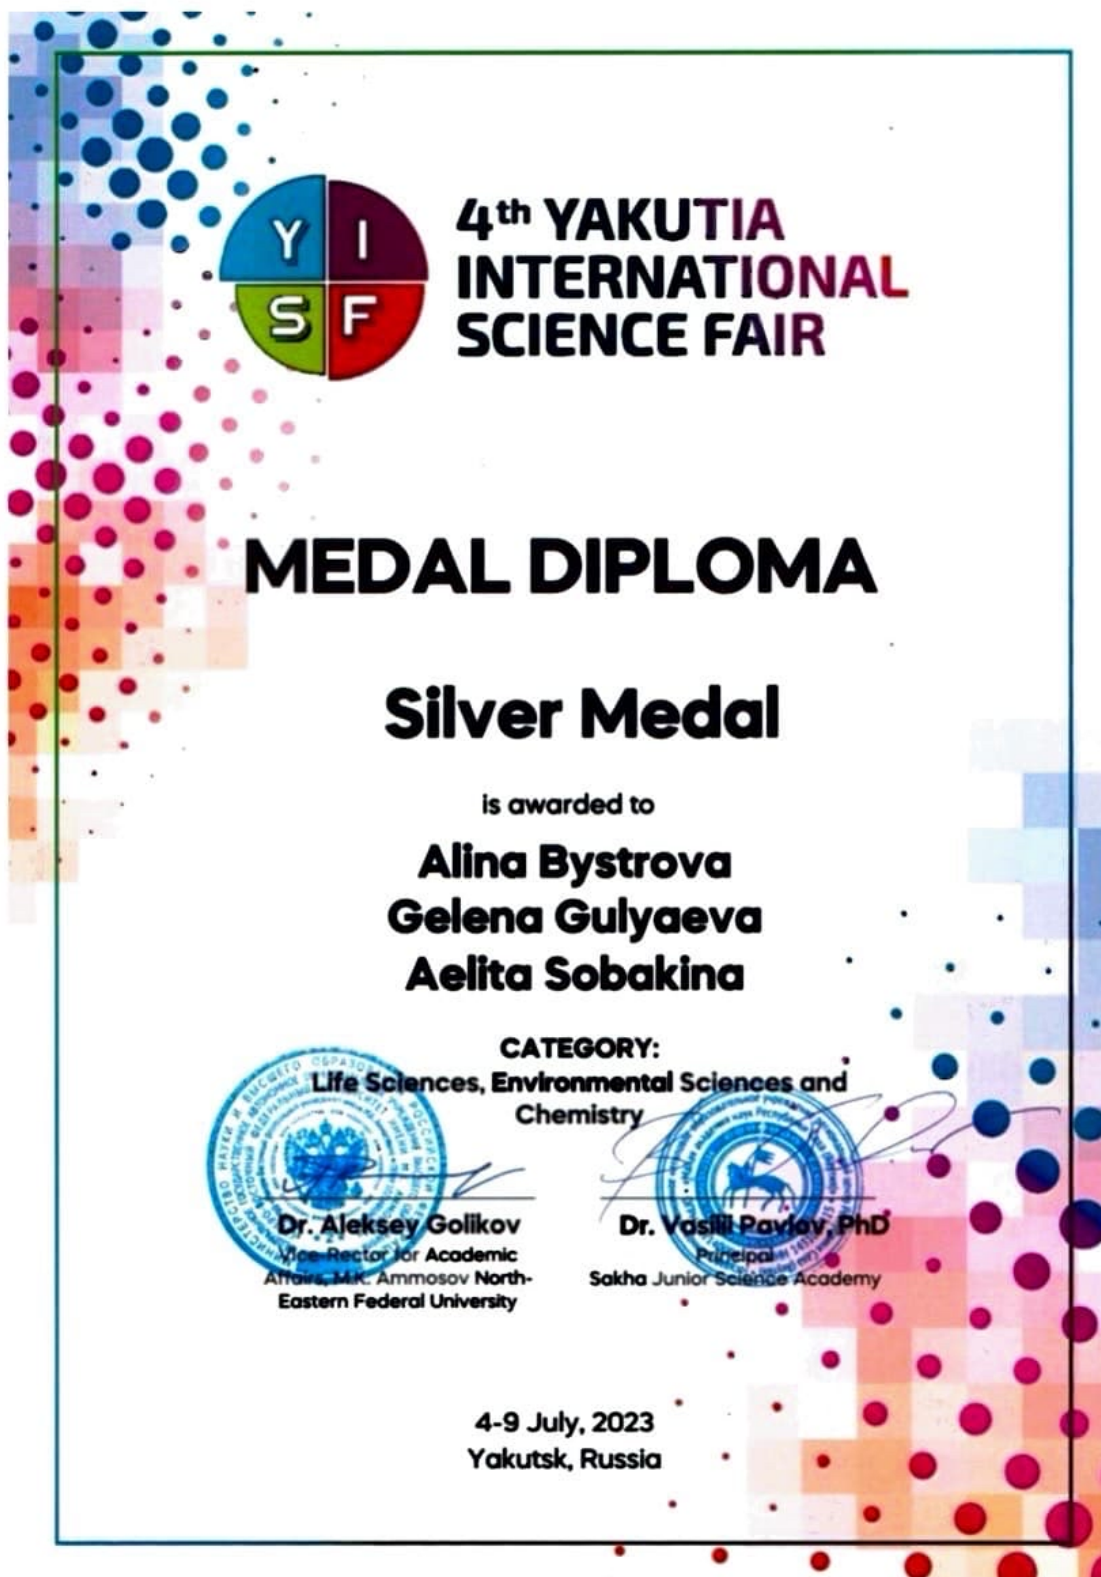 Y I
S F
4th YAKUTIA
INTERNATIONAL
SCIENCE FAIR
MEDAL DIPLOMA
Silver Medal
is awarded to
Alina Bystrova
Gelena Gulyaeva
Aelita Sobakina
CATEGORY:
Life Sciences, Environmental Sciences and
Chemistry
Dr. Aleksey Golikov
Vice-Rector for Academic
Affairs, M.K. Ammosov North-
Eastern Federal University
Dr. Vasilii Pavlov, PhD
Principal
Sakha Junior Science Academy
4-9 July, 2023
Yakutsk, Russia